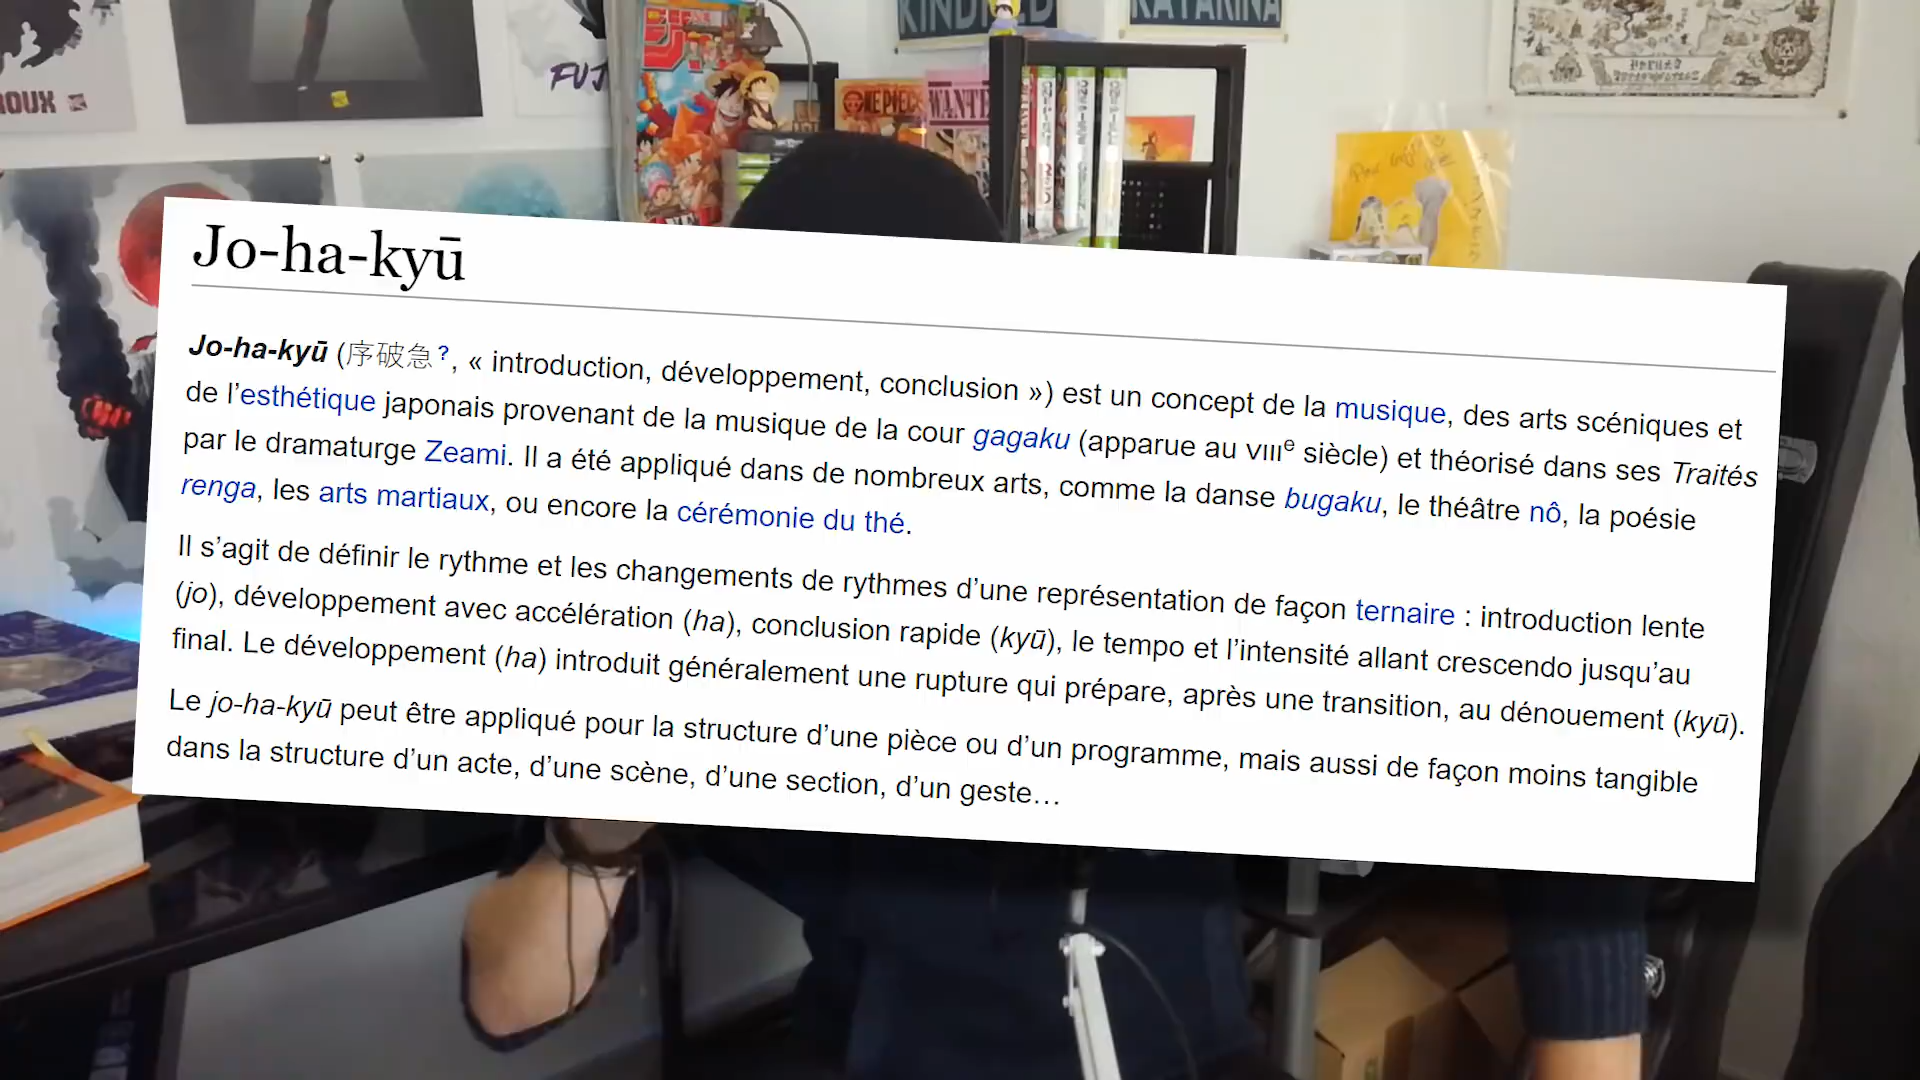 KINDRED
KATARINA
ROUX
FUJ
ONE PIECE
WANTE
Jo-ha-kyū
Jo-ha-kyū (序破急?, « introduction, développement, conclusion ») est un concept de la musique, des arts scéniques et
de l’esthétique japonais provenant de la musique de la cour gagaku (apparue au VIIIe siècle) et théorisé dans ses Traités
par le dramaturge Zeami. Il a été appliqué dans de nombreux arts, comme la danse bugaku, le théâtre nô, la poésie
renga, les arts martiaux, ou encore la cérémonie du thé.
Il s’agit de définir le rythme et les changements de rythmes d’une représentation de façon ternaire : introduction lente
(jo), développement avec accélération (ha), conclusion rapide (kyū), le tempo et l’intensité allant crescendo jusqu’au
final. Le développement (ha) introduit généralement une rupture qui prépare, après une transition, au dénouement (kyū).
Le jo-ha-kyū peut être appliqué pour la structure d’une pièce ou d’un programme, mais aussi de façon moins tangible
dans la structure d’un acte, d’une scène, d’une section, d’un geste…